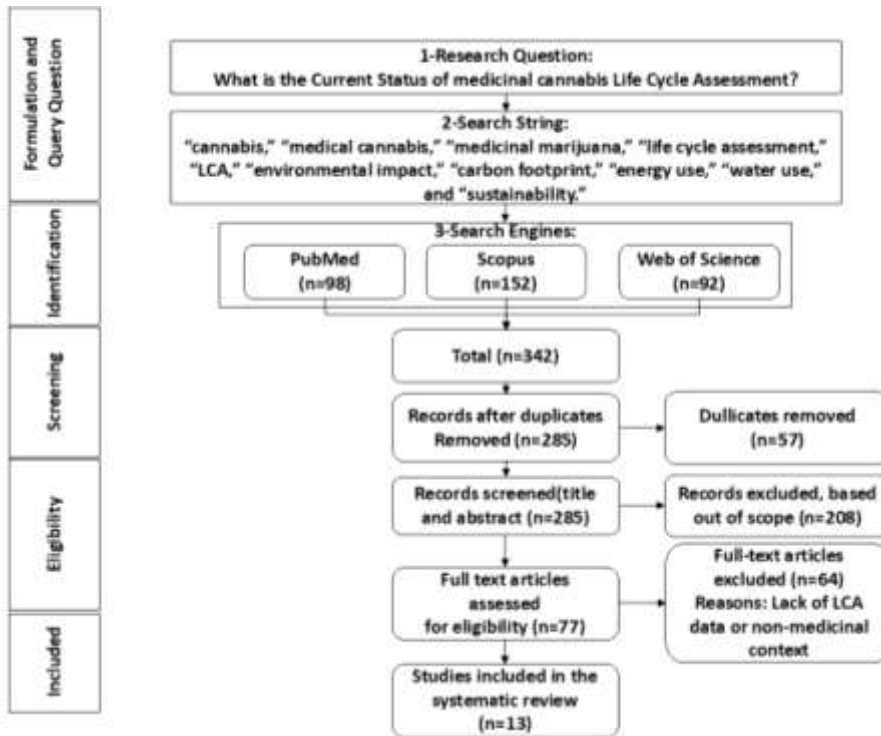 Formulation and
Query Question
1-Research Question:
What is the Current Status of medicinal cannabis Life Cycle Assessment?
2-Search String:
“cannabis,” “medical cannabis,” “medicinal marijuana,” “life cycle assessment,”
“LCA,” “environmental impact,” “carbon footprint,” “energy use,” “water use,”
and “sustainability.”
Identification
3-Search Engines:
PubMed
(n=98)
Scopus
(n=152)
Web of Science
(n=92)
Screening
Total (n=342)
Records after duplicates
Removed (n=285)
Dullicates removed
(n=57)
Eligibility
Records screened(title
and abstract (n=285)
Records excluded, based
out of scope (n=208)
Full text articles
assessed
for eligibility (n=77)
Full-text articles
excluded (n=64)
Reasons: Lack of LCA
data or non-medicinal
context
Included
Studies included in the
systematic review
(n=13)